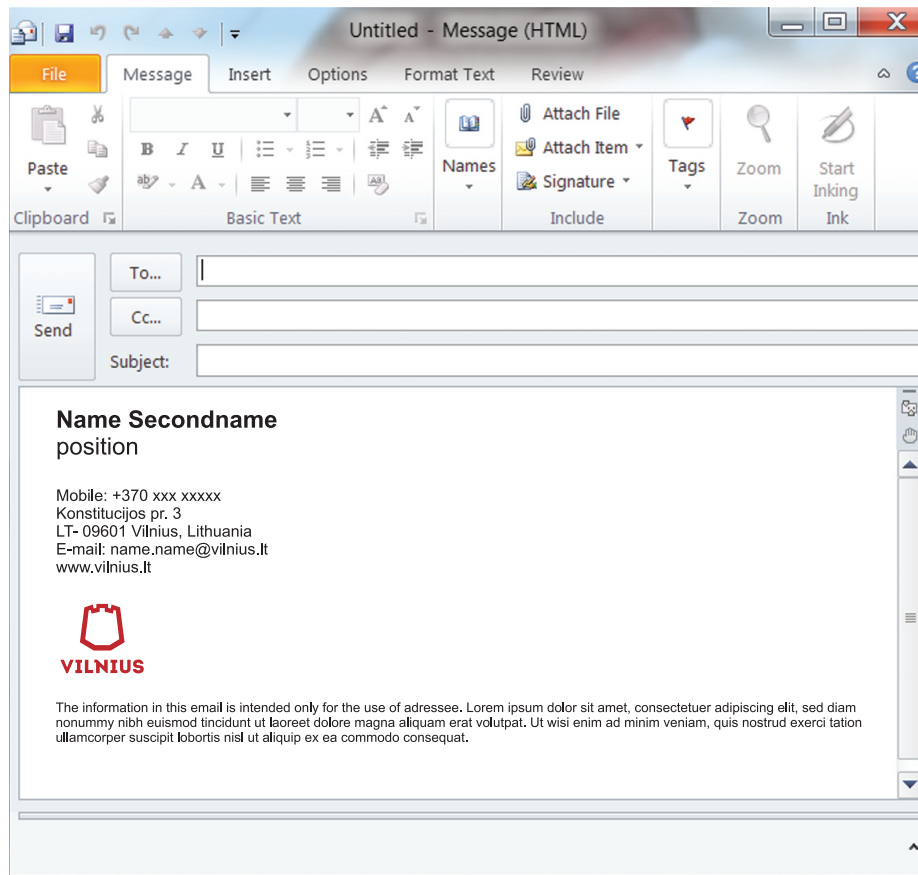 Untitled - Message (HTML)
File Message Insert Options Format Text Review
Paste
Clipboard
B I U
ab A
Basic Text
Names
Attach File
Attach Item
Signature
Include
Tags
Zoom
Zoom
Start
Inking
Ink
Send
To...
Cc...
Subject:
Name Secondname
position
Mobile: +370 xxx xxxxx
Konstitucijos pr. 3
LT- 09601 Vilnius, Lithuania
E-mail: name.name@vilnius.lt
www.vilnius.lt
VILNIUS
The information in this email is intended only for the use of adressee. Lorem ipsum dolor sit amet, consectetuer adipiscing elit, sed diam
nonummy nibh euismod tincidunt ut laoreet dolore magna aliquam erat volutpat. Ut wisi enim ad minim veniam, quis nostrud exerci tation
ullamcorper suscipit lobortis nisl ut aliquip ex ea commodo consequat.